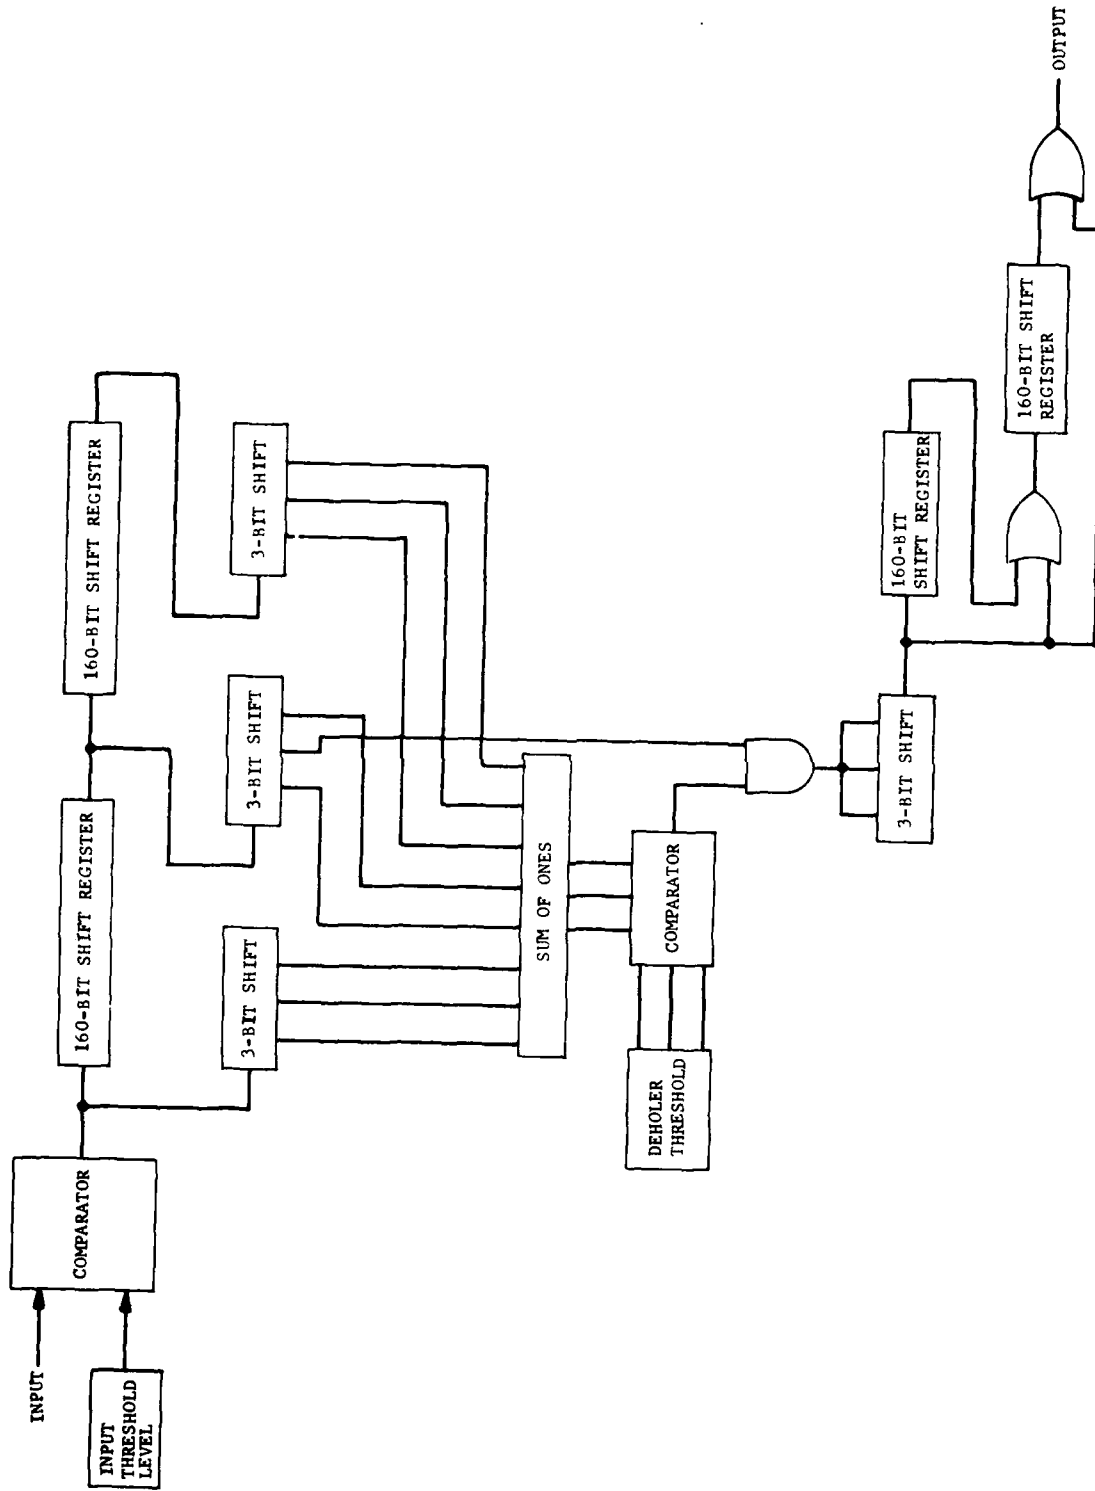 INPUT
INPUT
THRESHOLD
LEVEL
COMPARATOR
160-BIT SHIFT REGISTER
160-BIT SHIFT REGISTER
3-BIT SHIFT
3-BIT SHIFT
3-BIT SHIFT
SUM OF ONES
DEHOLER
THRESHOLD
COMPARATOR
3-BIT SHIFT
160-BIT
SHIFT REGISTER
160-BIT SHIFT
REGISTER
OUTPUT